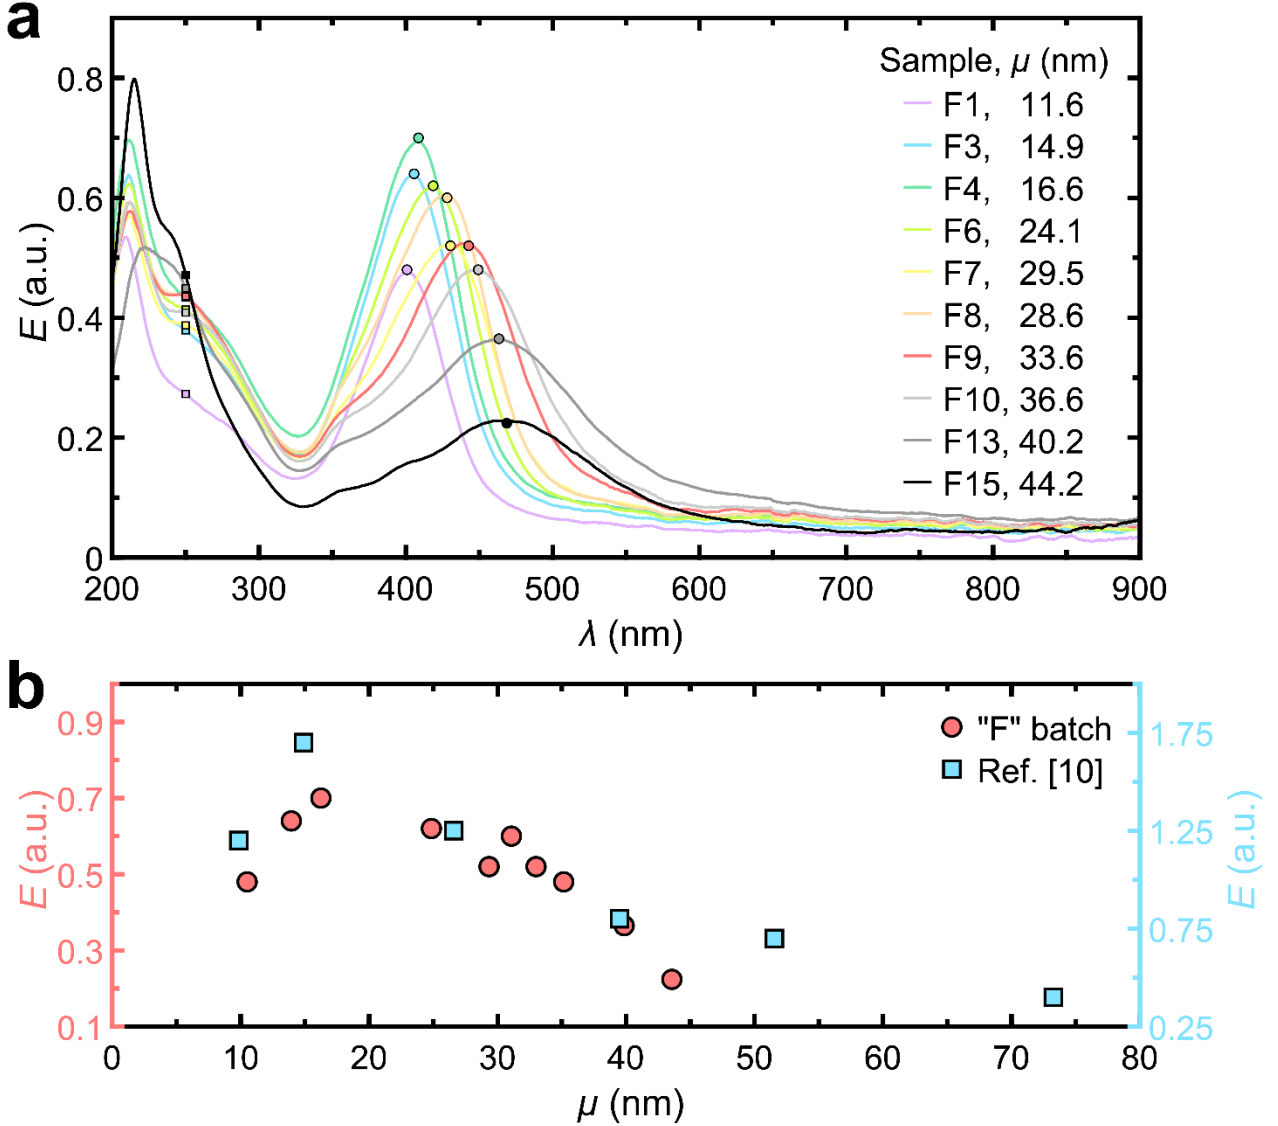 a
E (a.u.)
0.8
0.6
0.4
0.2
0
Sample, μ (nm)
F1, 11.6
F3, 14.9
F4, 16.6
F6, 24.1
F7, 29.5
F8, 28.6
F9, 33.6
F10, 36.6
F13, 40.2
F15, 44.2
200 300 400 500 600 700 800 900
λ (nm)
b
E (a.u.)
0.9
0.7
0.5
0.3
0.1
"F" batch
Ref. [10]
1.75
1.25
0.75
0.25
E (a.u.)
0 10 20 30 40 50 60 70 80
μ (nm)